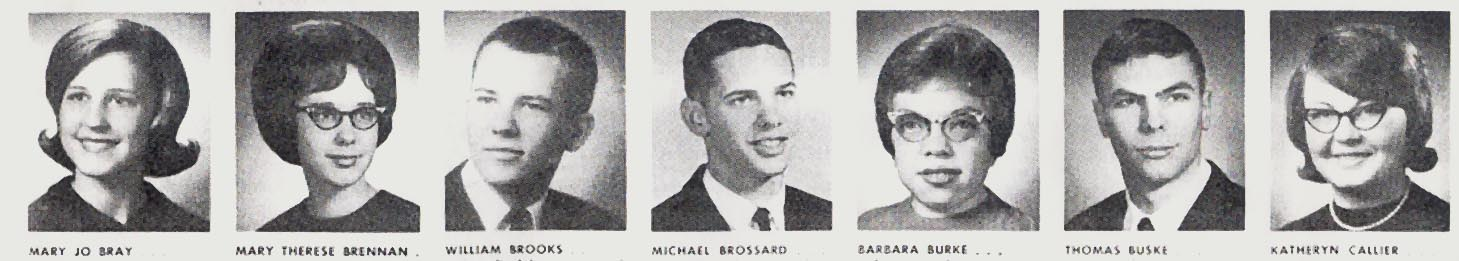 MARY JO BRAY . . .
MARY THERESE BRENNAN .
WILLIAM BROOKS . .
MICHAEL BROSSARD
BARBARA BURKE . . .
THOMAS BUSKE
KATHERYN CALLIER